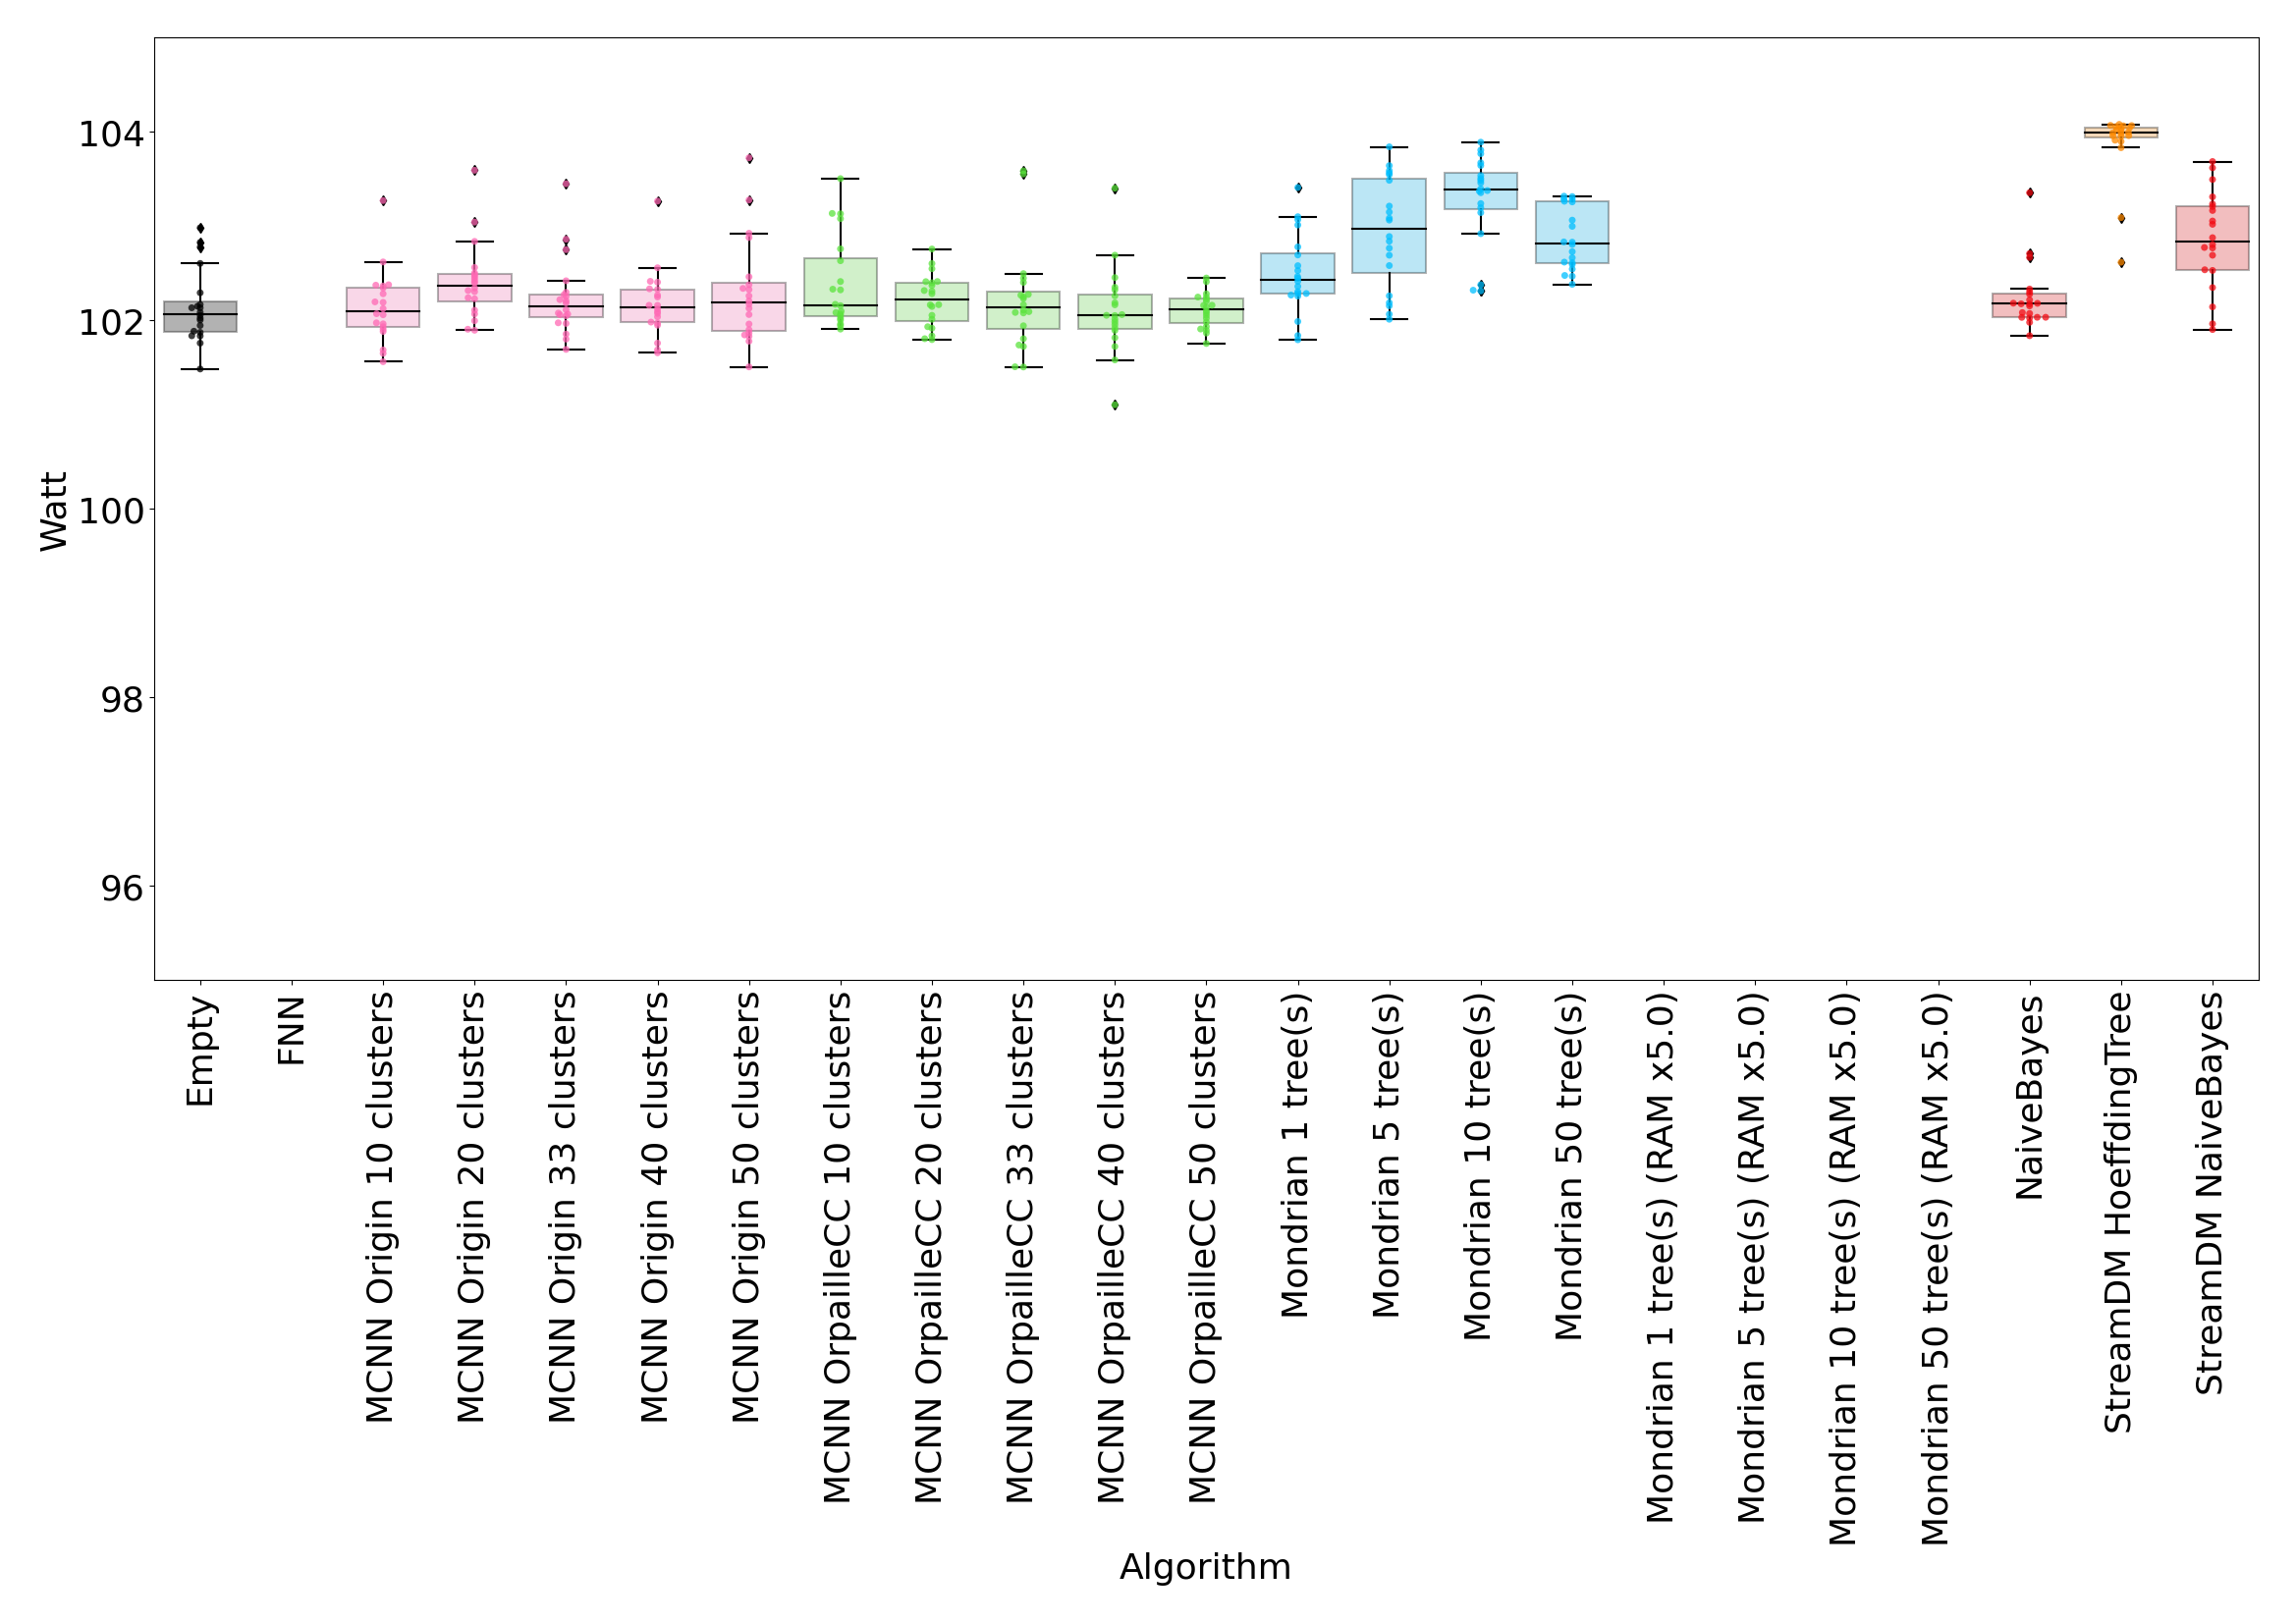 Watt
104
102
100
98
96
Empty
FNN
MCNN Origin 10 clusters
MCNN Origin 20 clusters
MCNN Origin 33 clusters
MCNN Origin 40 clusters
MCNN Origin 50 clusters
MCNN OrpailleCC 10 clusters
MCNN OrpailleCC 20 clusters
MCNN OrpailleCC 33 clusters
MCNN OrpailleCC 40 clusters
MCNN OrpailleCC 50 clusters
Mondrian 1 tree(s)
Mondrian 5 tree(s)
Mondrian 10 tree(s)
Mondrian 50 tree(s)
Mondrian 1 tree(s) (RAM x5.0)
Mondrian 5 tree(s) (RAM x5.0)
Mondrian 10 tree(s) (RAM x5.0)
Mondrian 50 tree(s) (RAM x5.0)
NaiveBayes
StreamDM HoeffdingTree
StreamDM NaiveBayes
Algorithm